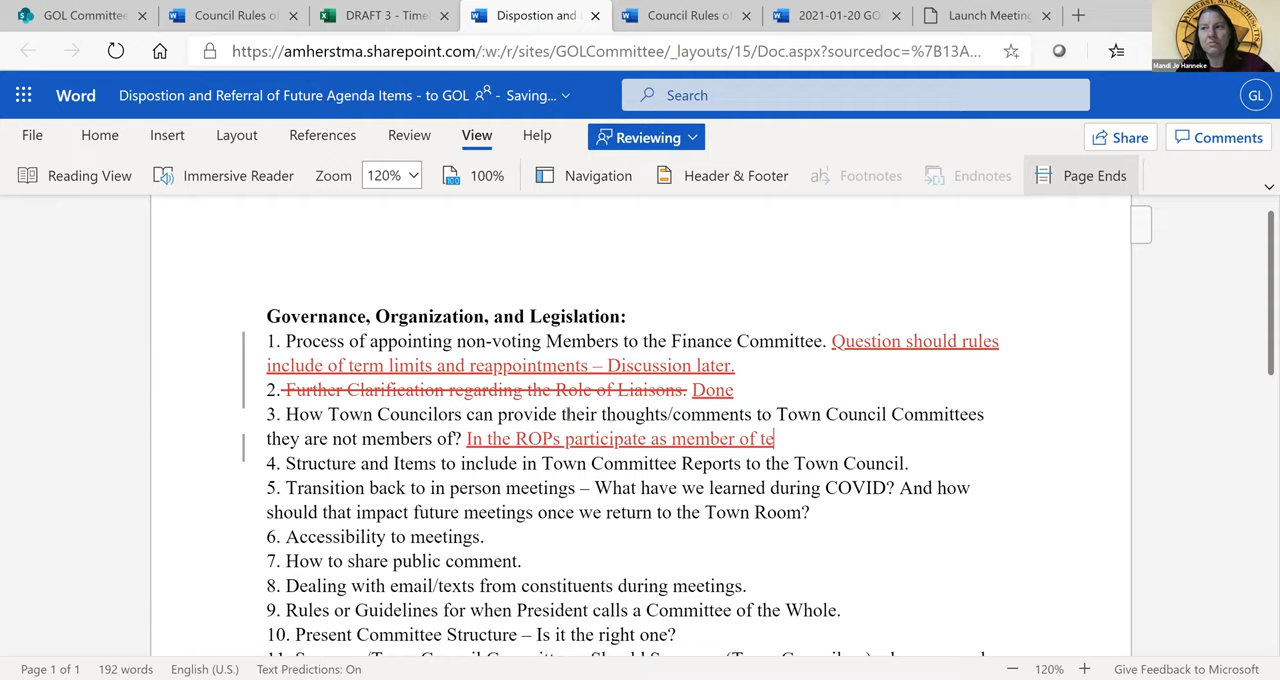 GOL Committee
Council Rules of
DRAFT 3 - Timel
Dispostion and
Council Rules of
2021-01-20 GO
Launch Meeting
https://amherstma.sharepoint.com/:w:/r/sites/GOLCommittee/_layouts/15/Doc.aspx?sourcedoc=%7B13A...
AMHERST, MASSACHUSETTS
Mandi Jo Hanneke
Word
Dispostion and Referral of Future Agenda Items - to GOL - Saving...
Search
GL
File Home Insert Layout References Review View Help Reviewing Share Comments
Reading View Immersive Reader Zoom 120% 100% Navigation Header & Footer Footnotes Endnotes Page Ends
Governance, Organization, and Legislation:
1. Process of appointing non-voting Members to the Finance Committee. Question should rules
include of term limits and reappointments – Discussion later.
2. Further Clarification regarding the Role of Liaisons. Done
3. How Town Councilors can provide their thoughts/comments to Town Council Committees
they are not members of? In the ROPs participate as member of te
4. Structure and Items to include in Town Committee Reports to the Town Council.
5. Transition back to in person meetings – What have we learned during COVID? And how
should that impact future meetings once we return to the Town Room?
6. Accessibility to meetings.
7. How to share public comment.
8. Dealing with email/texts from constituents during meetings.
9. Rules or Guidelines for when President calls a Committee of the Whole.
10. Present Committee Structure – Is it the right one?
Page 1 of 1 192 words English (U.S.) Text Predictions: On 120% Give Feedback to Microsoft